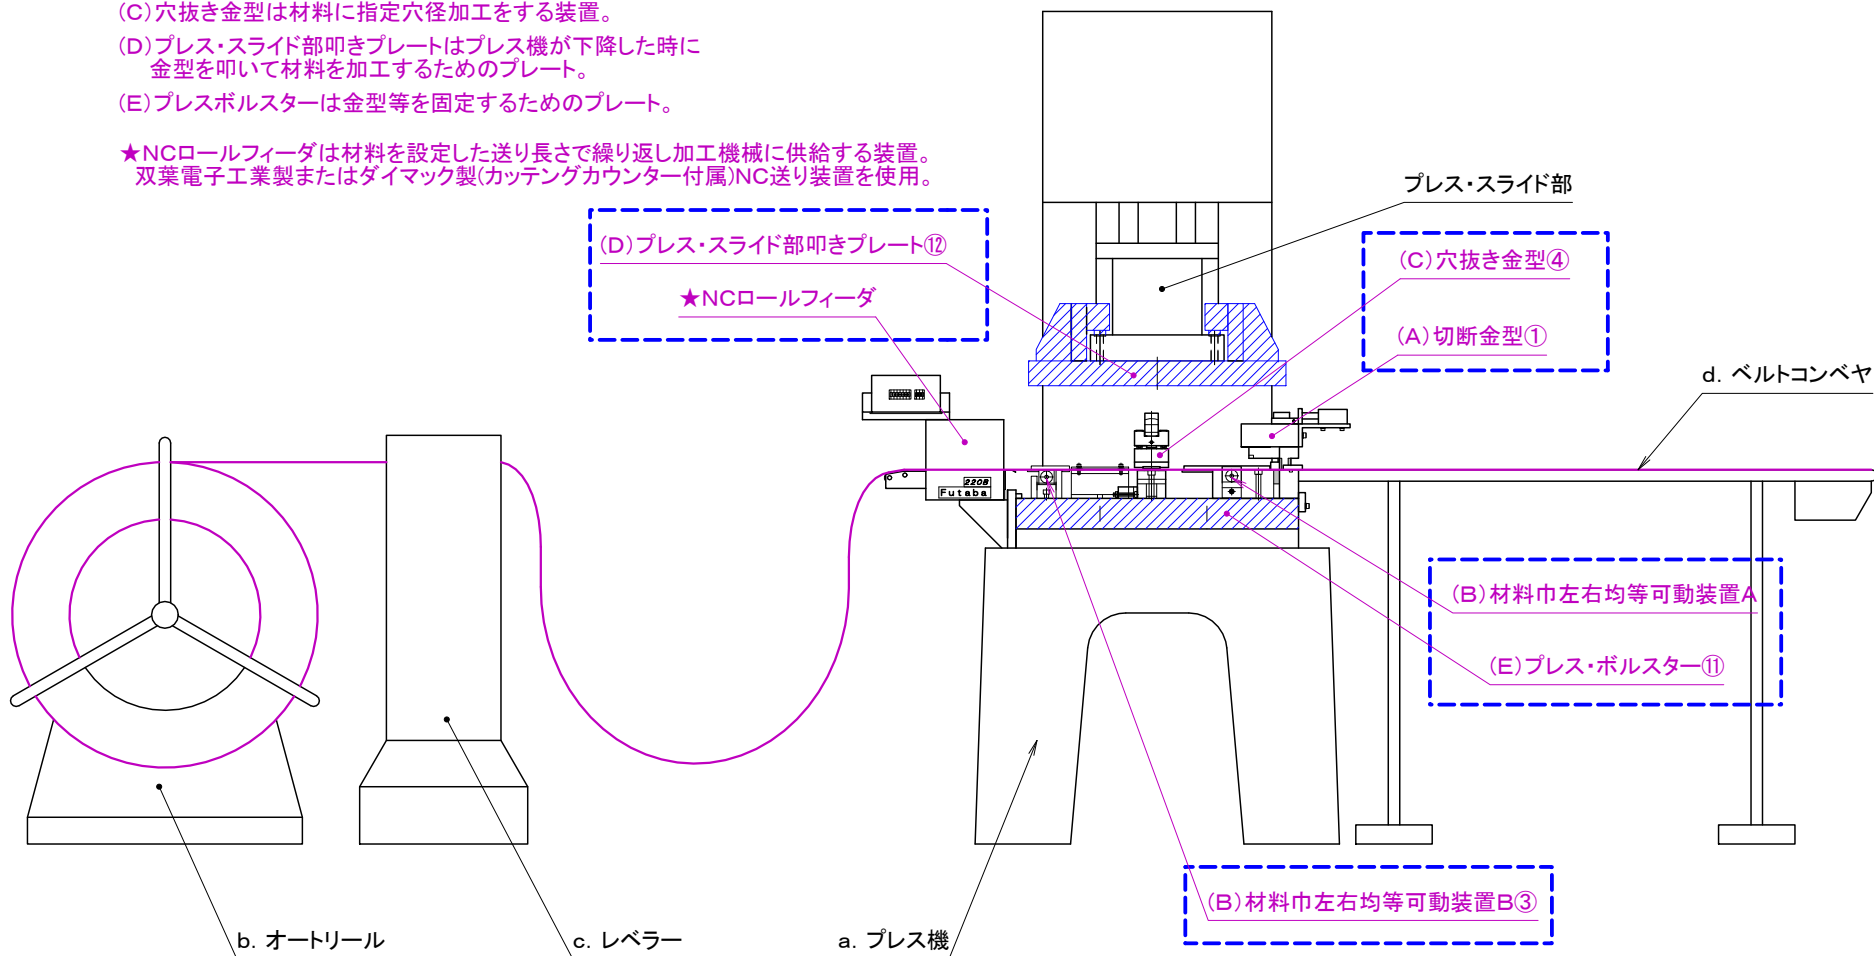 (C)穴抜き金型は材料に指定穴径加工をする装置。
(D)プレス・スライド部叩きプレートはプレス機が下降した時に
金型を叩いて材料を加工するためのプレート。
(E)プレスボルスターは金型等を固定するためのプレート。
★NCロールフィーダは材料を設定した送り長さで繰り返し加工機械に供給する装置。
双葉電子工業製またはダイマック製(カッテングカウンター付属)NC送り装置を使用。
プレス・スライド部
(D)プレス・スライド部叩きプレート⑫
★NCロールフィーダ
(C)穴抜き金型④
(A)切断金型①
d. ベルトコンベヤ
220B
Futaba
(B)材料巾左右均等可動装置A
(E)プレス・ボルスター⑪
(B)材料巾左右均等可動装置B③
b. オートリール
c. レベラー
a. プレス機